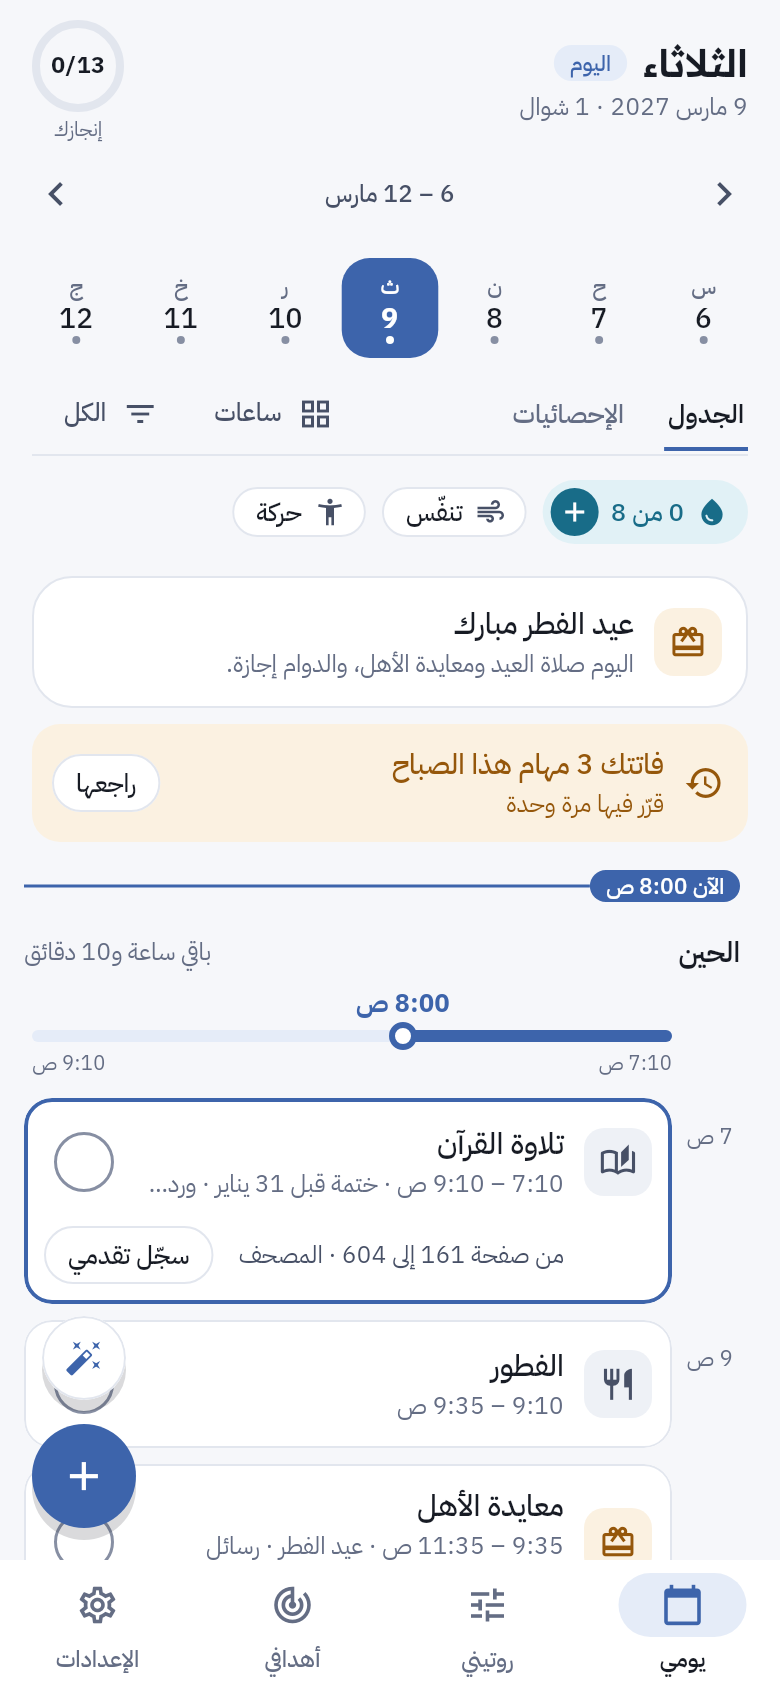 الثلاثاء اليوم
9 مارس 2027 · 1 شوال
0/13
إنجازك
6 – 12 مارس
س ح ن ث ر خ ج
6 7 8 9 10 11 12
الجدول الإحصائيات ساعات الكل
0 من 8 تنفّس حركة
عيد الفطر مبارك
اليوم صلاة العيد ومعايدة الأهل، والدوام إجازة.
فاتتك 3 مهام هذا الصباح
قرّر فيها مرة وحدة
راجعها
الآن 8:00 ص
الحين باقي ساعة و10 دقائق
8:00 ص
7:10 ص 9:10 ص
7 ص
تلاوة القرآن
7:10 – 9:10 ص · ختمة قبل 31 يناير · ورد...
من صفحة 161 إلى 604 · المصحف سجّل تقدمي
9 ص
الفطور
9:10 – 9:35 ص
معايدة الأهل
9:35 – 11:35 ص · عيد الفطر · رسائل
يومي روتيني أهدافي الإعدادات